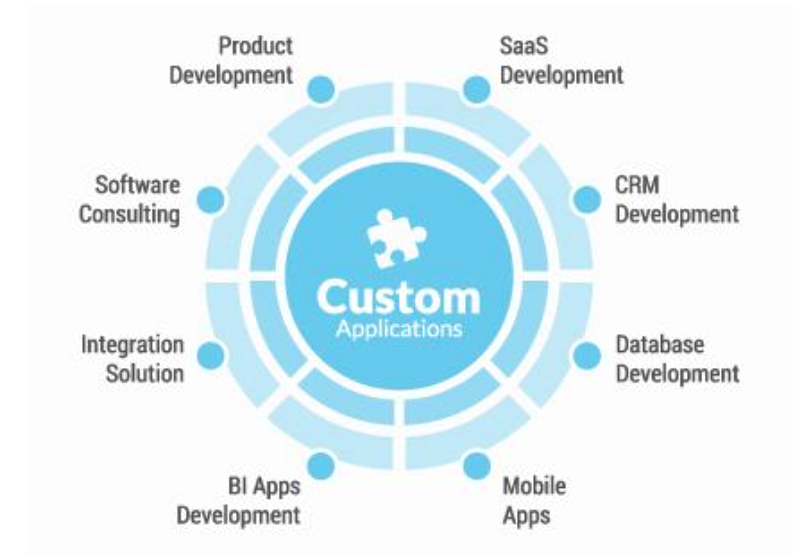 Product
Development
SaaS
Development
Software
Consulting
CRM
Development
Custom
Applications
Integration
Solution
Database
Development
BI Apps
Development
Mobile
Apps